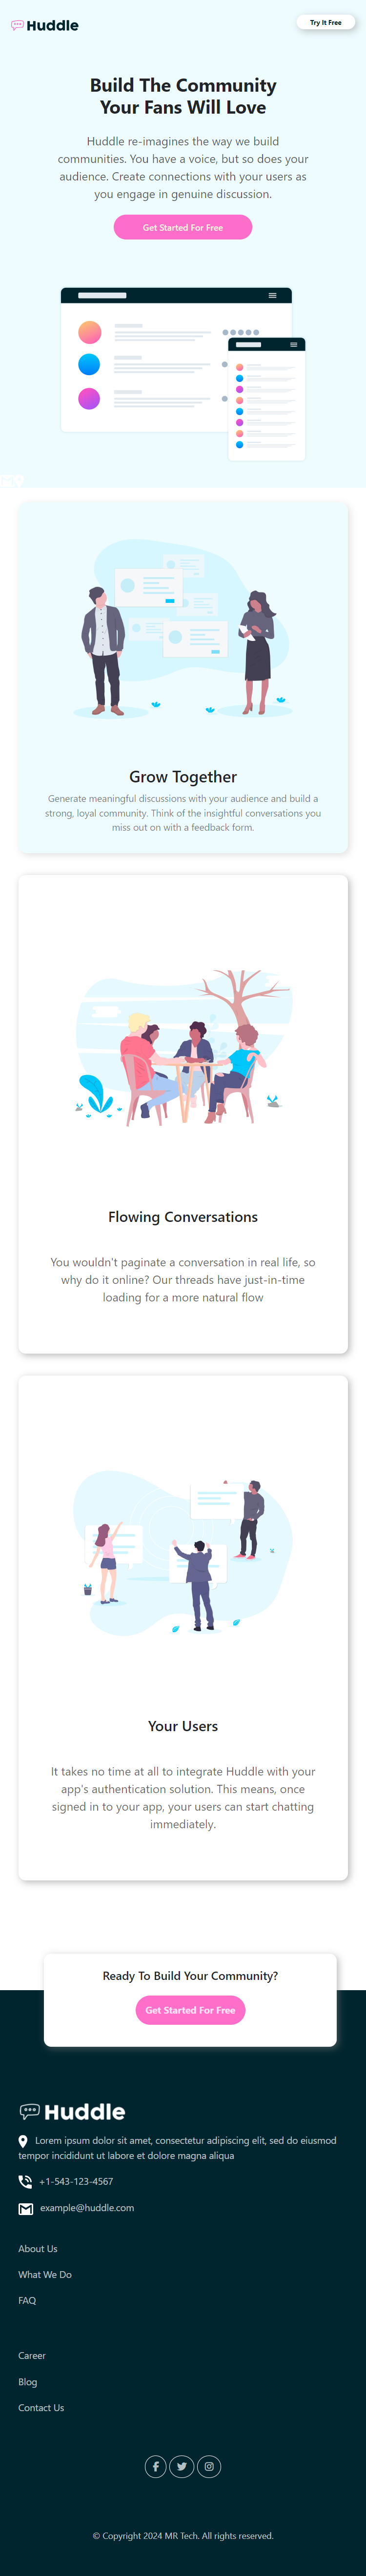 Huddle
Try It Free
Build The Community
Your Fans Will Love
Huddle re-imagines the way we build
communities. You have a voice, but so does your
audience. Create connections with your users as
you engage in genuine discussion.
Get Started For Free
Grow Together
Generate meaningful discussions with your audience and build a
strong, loyal community. Think of the insightful conversations you
miss out on with a feedback form.
Flowing Conversations
You wouldn't paginate a conversation in real life, so
why do it online? Our threads have just-in-time
loading for a more natural flow
Your Users
It takes no time at all to integrate Huddle with your
app's authentication solution. This means, once
signed in to your app, your users can start chatting
immediately.
Ready To Build Your Community?
Get Started For Free
Huddle
Lorem ipsum dolor sit amet, consectetur adipiscing elit, sed do eiusmod
tempor incididunt ut labore et dolore magna aliqua
+1-543-123-4567
example@huddle.com
About Us
What We Do
FAQ
Career
Blog
Contact Us
© Copyright 2024 MR Tech. All rights reserved.